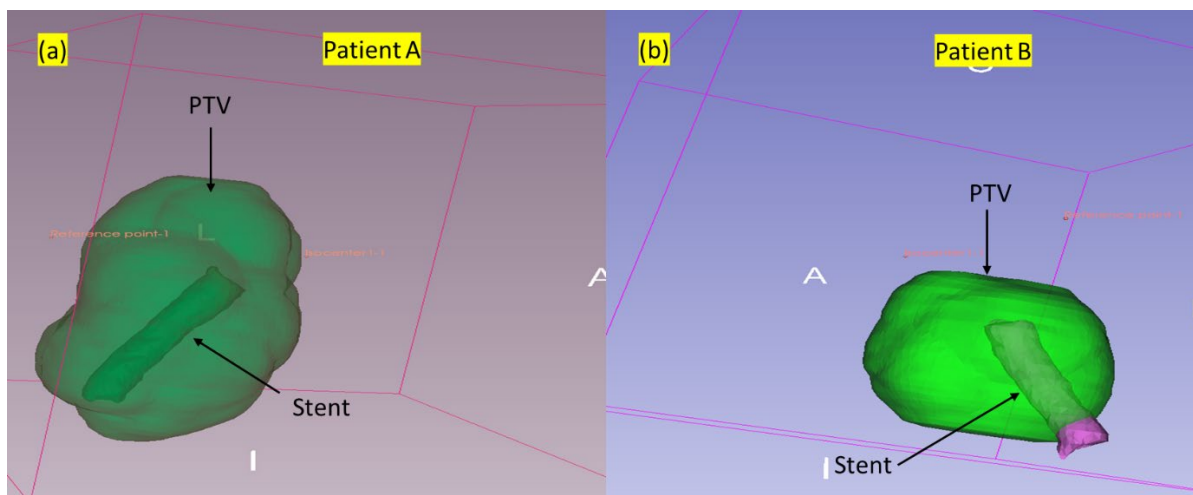 (a)
Patient A
PTV
Reference point-1
L
A
Stent
I
(b)
Patient B
PTV
A
Stent
I